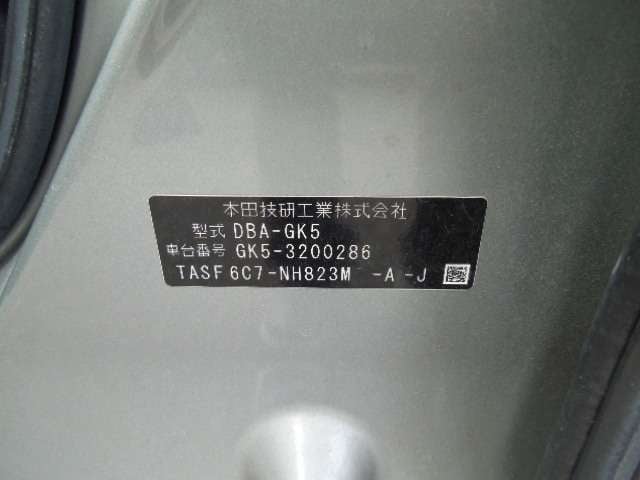 本田技研工業株式会社
型式 DBA-GK5
車台番号 GK5-3200286
TASF6C7-NH823M -A-J